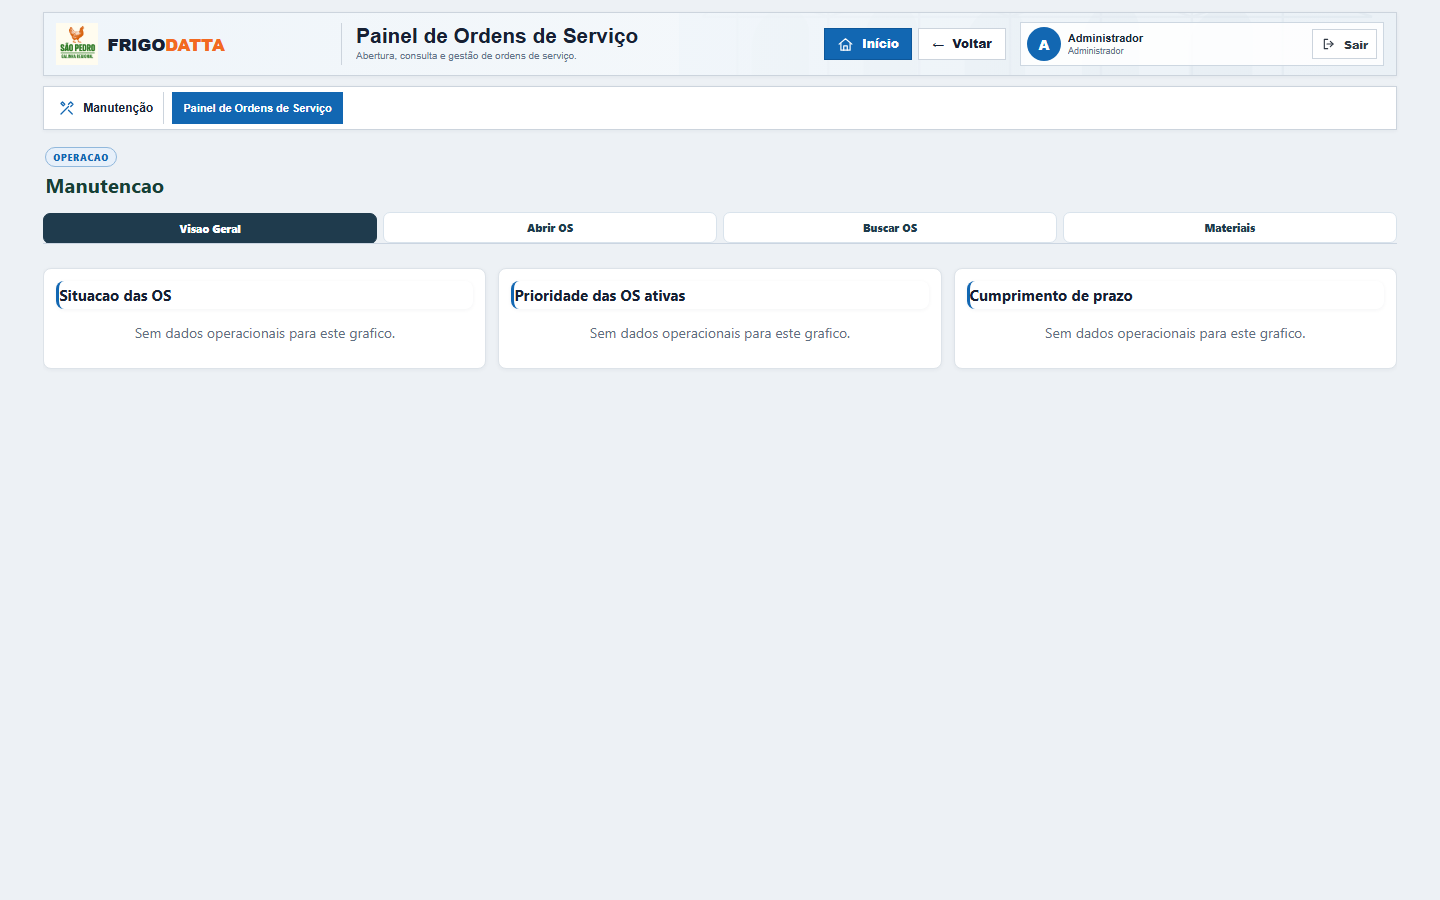 SÃO PEDRO
FRIGODATTA
Painel de Ordens de Serviço
Abertura, consulta e gestão de ordens de serviço.
Início
← Voltar
A
Administrador
Administrador
Sair
Manutenção
Painel de Ordens de Serviço
OPERACAO
Manutencao
Visao Geral
Abrir OS
Buscar OS
Materiais
Situacao das OS
Sem dados operacionais para este grafico.
Prioridade das OS ativas
Sem dados operacionais para este grafico.
Cumprimento de prazo
Sem dados operacionais para este grafico.